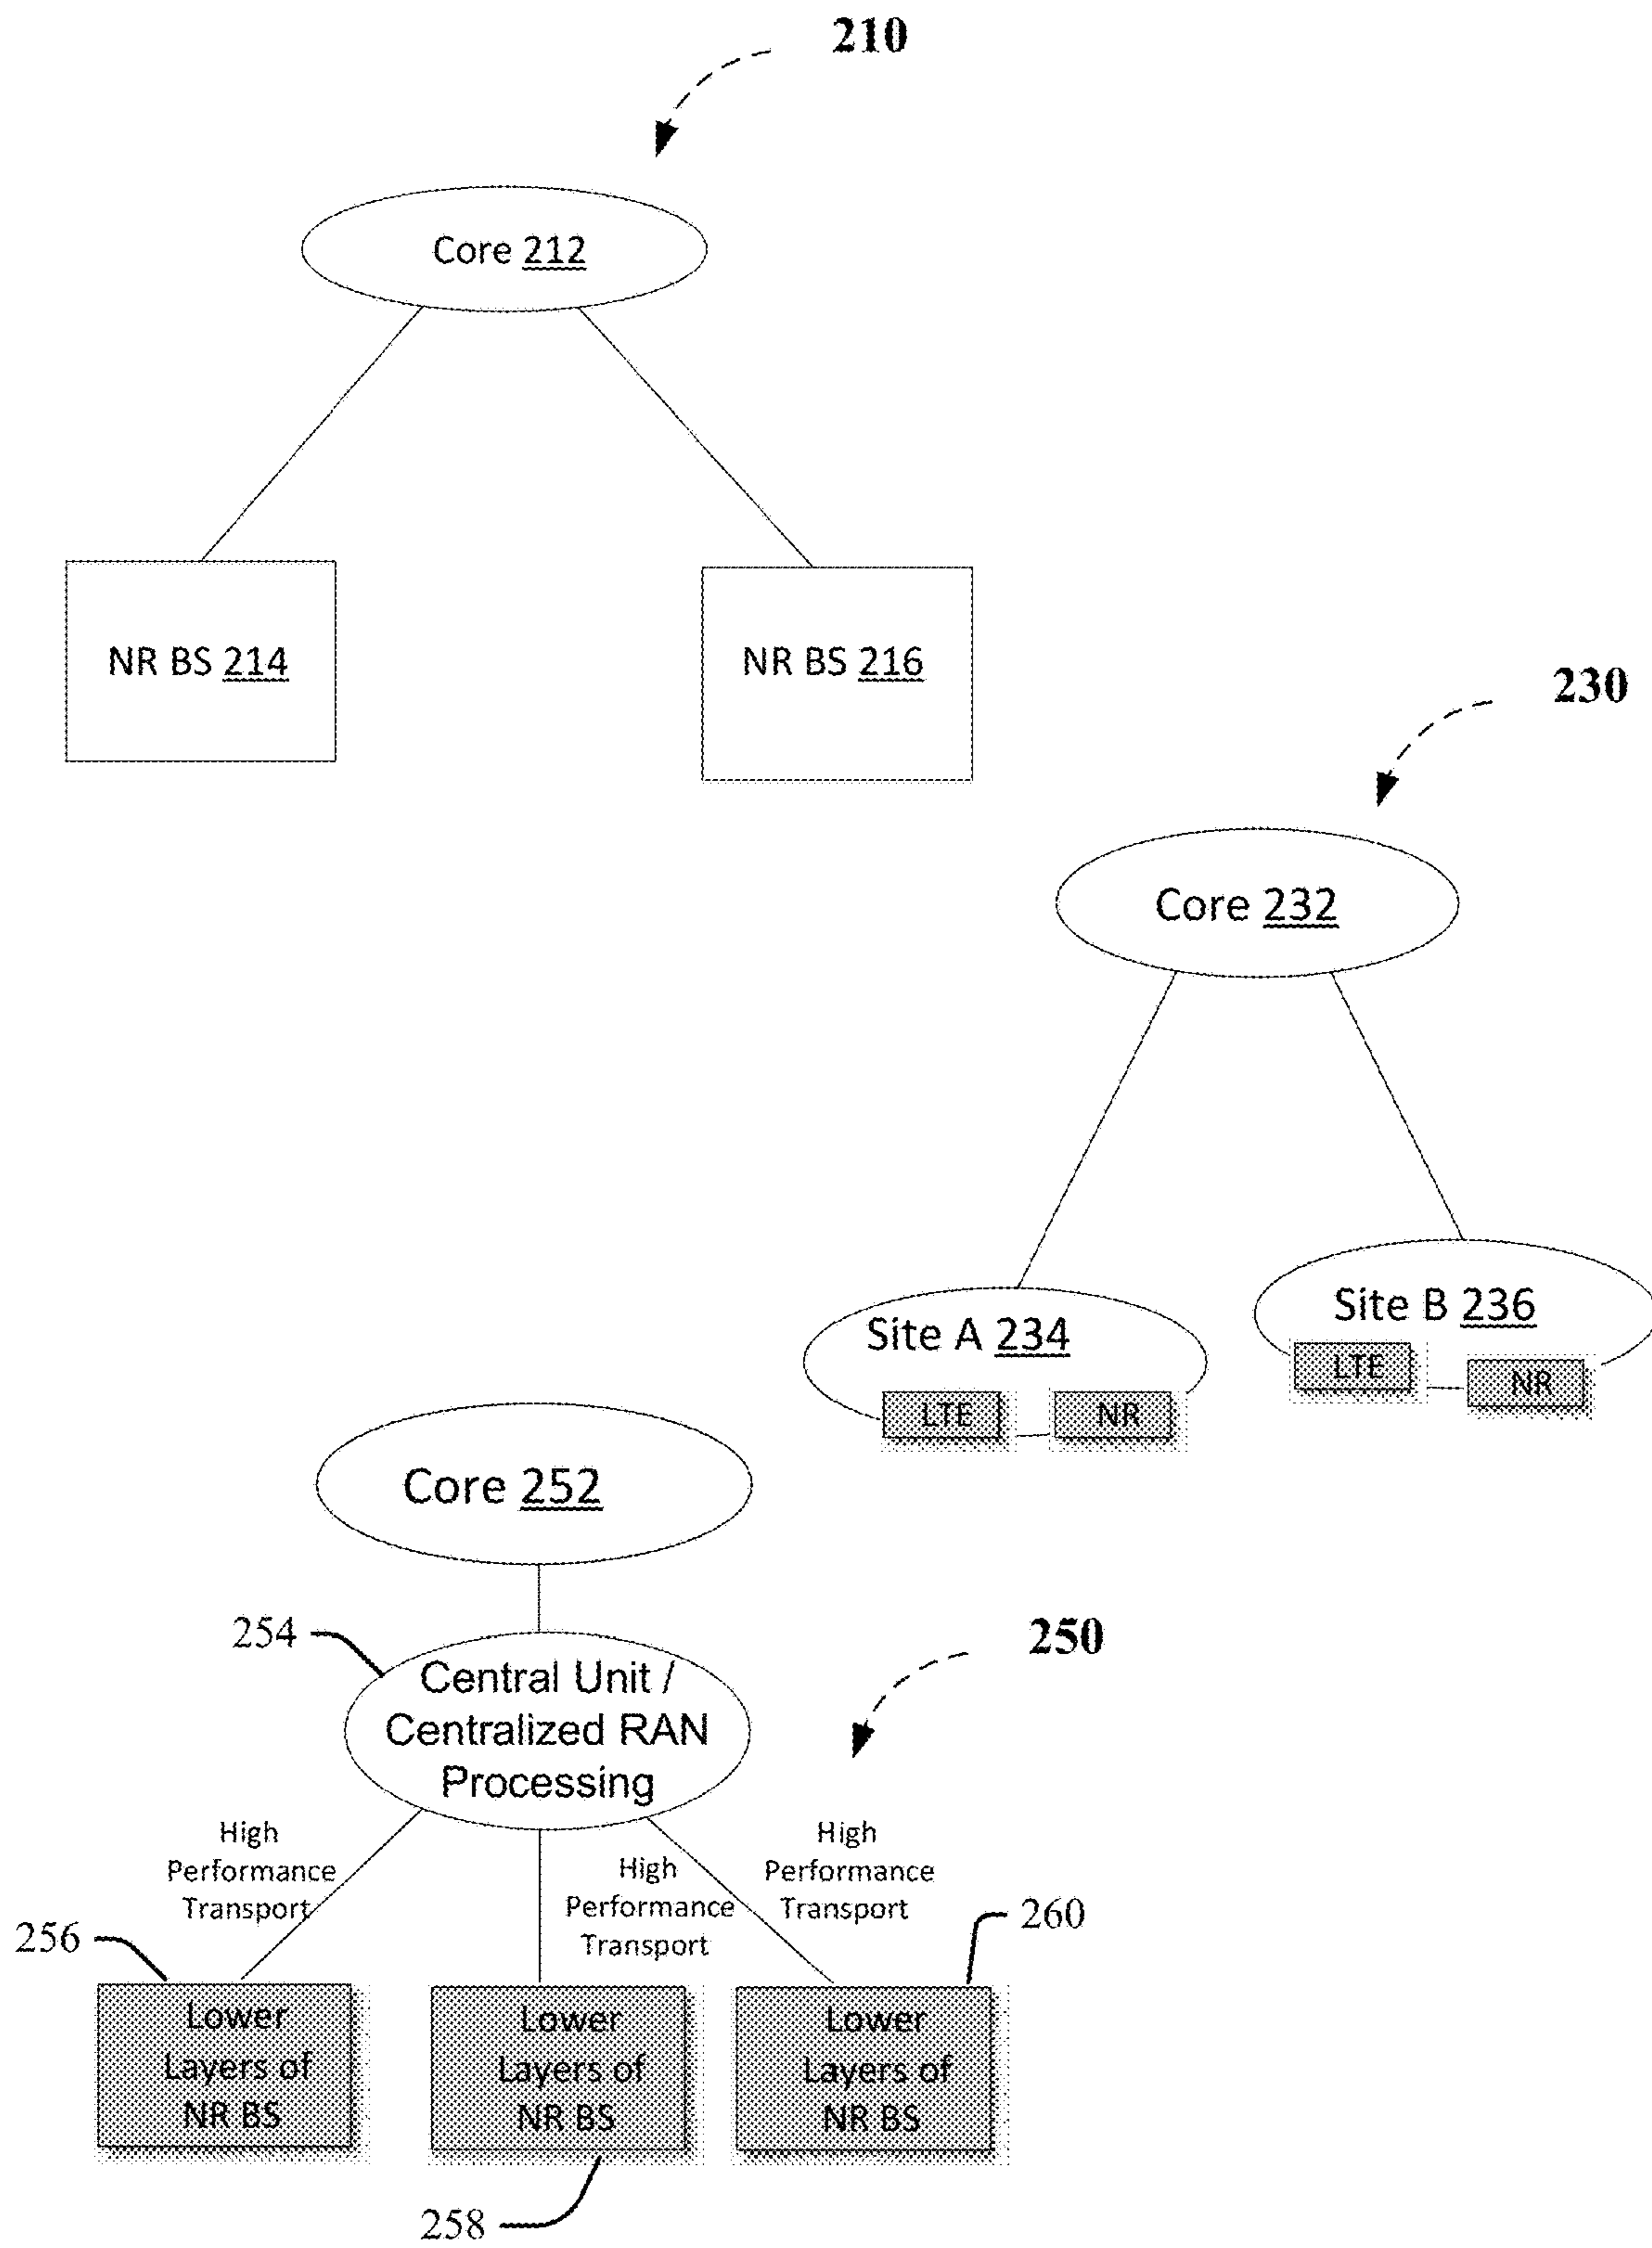 210
Core 212
NR BS 214
NR BS 216
230
Core 232
Site A 234
LTE
NR
Site B 236
LTE
NR
Core 252
254
Central Unit /
Centralized RAN
Processing
250
High
Performance
Transport
High
Performance
Transport
High
Performance
Transport
256
260
Lower
Layers of
NR BS
Lower
Layers of
NR BS
Lower
Layers of
NR BS
258